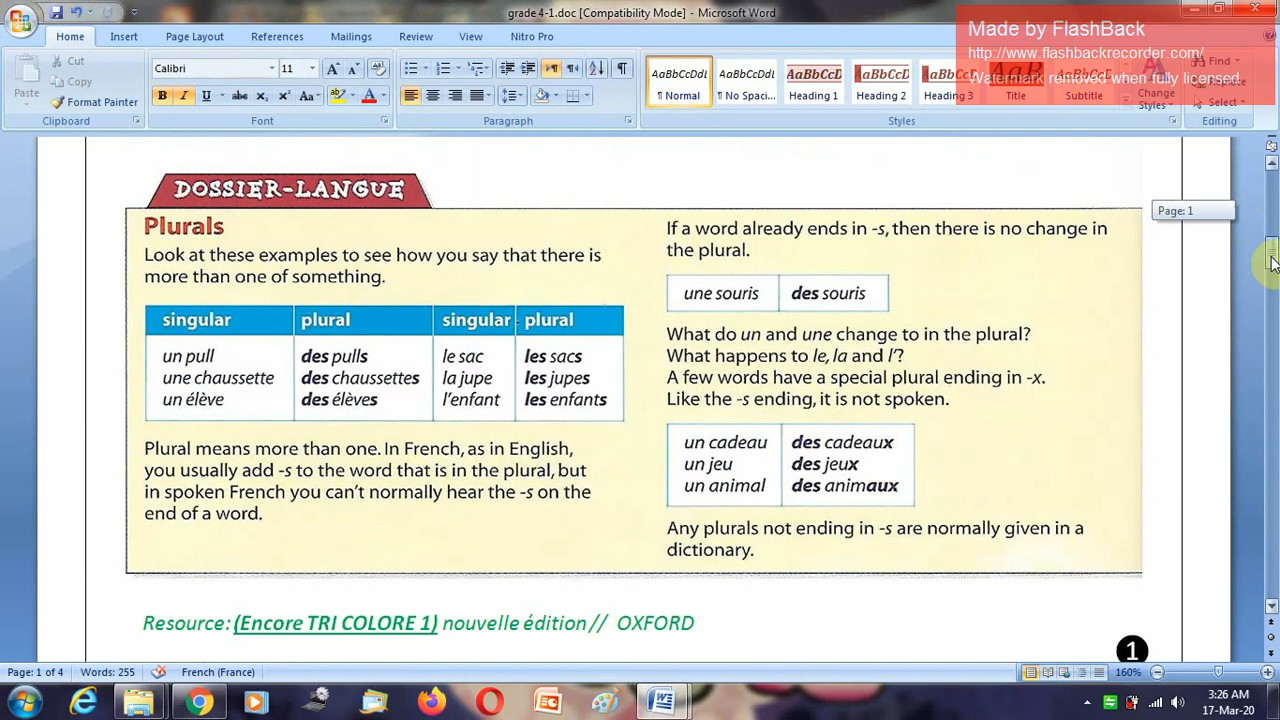 grade 4-1.doc [Compatibility Mode] - Microsoft Word
Made by FlashBack
http://www.flashbackrecorder.com/
Watermark removed when fully licensed.
Home Insert Page Layout References Mailings Review View Nitro Pro
Paste
Cut
Copy
Format Painter
Clipboard
Calibri 11
Font
Paragraph
AaBbCcDdI AaBbCcDdI AaBbCcD AaBbCcD AaBbCcD
¶ Normal ¶ No Spaci... Heading 1 Heading 2 Heading 3 Title Subtitle
Change Styles
Styles
Find
Replace
Select
Editing
Page: 1
DOSSIER-LANGUE
Plurals
Look at these examples to see how you say that there is
more than one of something.
singular plural singular plural
un pull des pulls le sac les sacs
une chaussette des chaussettes la jupe les jupes
un élève des élèves l'enfant les enfants
Plural means more than one. In French, as in English,
you usually add -s to the word that is in the plural, but
in spoken French you can't normally hear the -s on the
end of a word.
If a word already ends in -s, then there is no change in
the plural.
une souris des souris
What do un and une change to in the plural?
What happens to le, la and l'?
A few words have a special plural ending in -x.
Like the -s ending, it is not spoken.
un cadeau des cadeaux
un jeu des jeux
un animal des animaux
Any plurals not ending in -s are normally given in a
dictionary.
Resource: (Encore TRI COLORE 1) nouvelle édition // OXFORD
1
Page: 1 of 4 Words: 255 French (France) 160%
3:26 AM
17-Mar-20